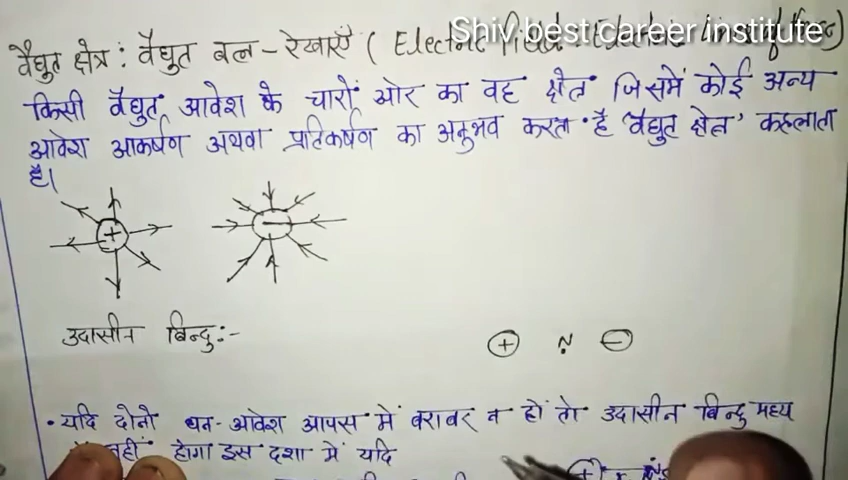 Shiv best career institute
वैद्युत क्षेत्र : वैद्युत बल - रेखाएँ ( Electric Field :
किसी वैद्युत आवेश के चारों ओर का वह क्षेत्र जिसमें कोई अन्य
आवेश आकर्षण अथवा प्रतिकर्षण का अनुभव करता है 'वैद्युत क्षेत्र' कहलाता
है।
+ −
उदासीन बिन्दु :-
+ N −
• यदि दोनो धन - आवेश आपस में बराबर न हों तो उदासीन बिन्दु मध्य
नहीं होगा इस दशा में यदि
+ N